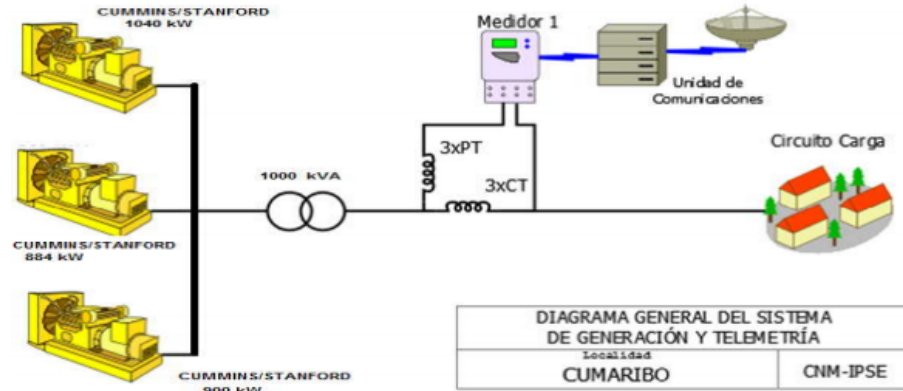 CUMMINS/STANFORD
1040 kW
Medidor 1
Unidad de
Comunicaciones
Circuito Carga
3xPT
1000 kVA
3xCT
CUMMINS/STANFORD
884 kW
DIAGRAMA GENERAL DEL SISTEMA
DE GENERACIÓN Y TELEMETRÍA
Localidad
CUMARIBO
CNM-IPSE
CUMMINS/STANFORD